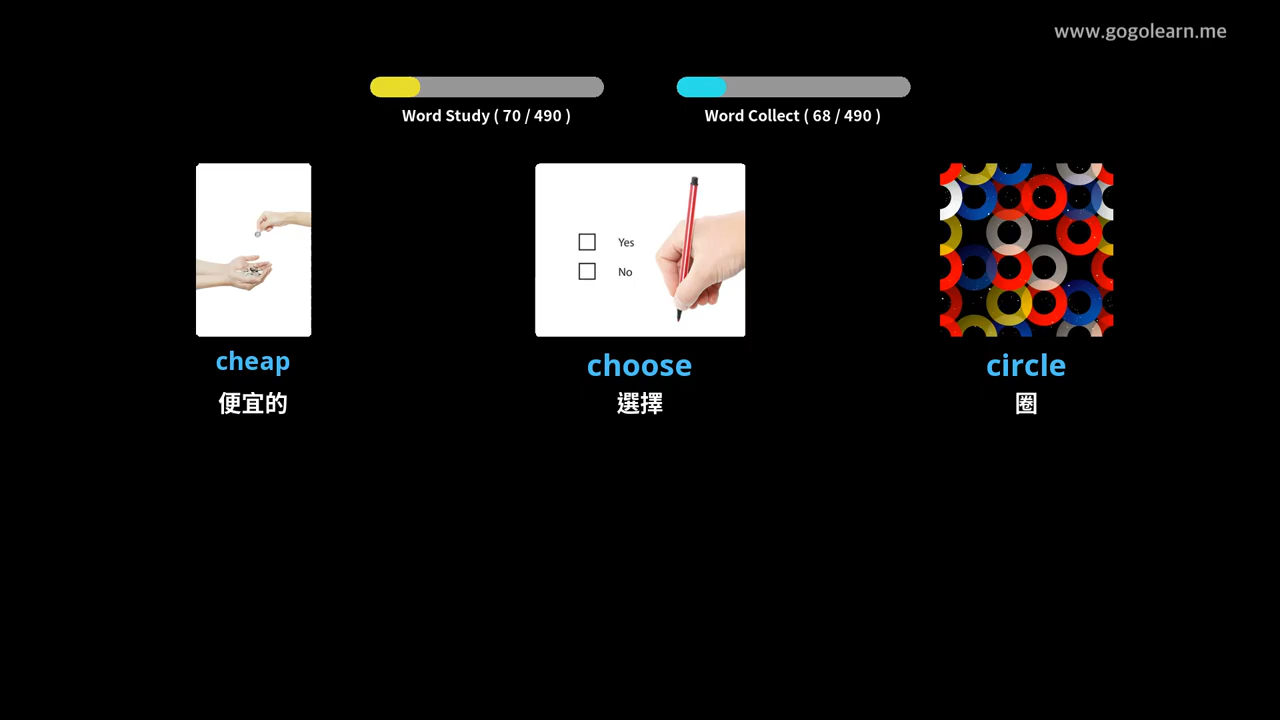 www.gogolearn.me
Word Study ( 70 / 490 )
Word Collect ( 68 / 490 )
Yes
No
cheap
choose
circle
便宜的
選擇
圈